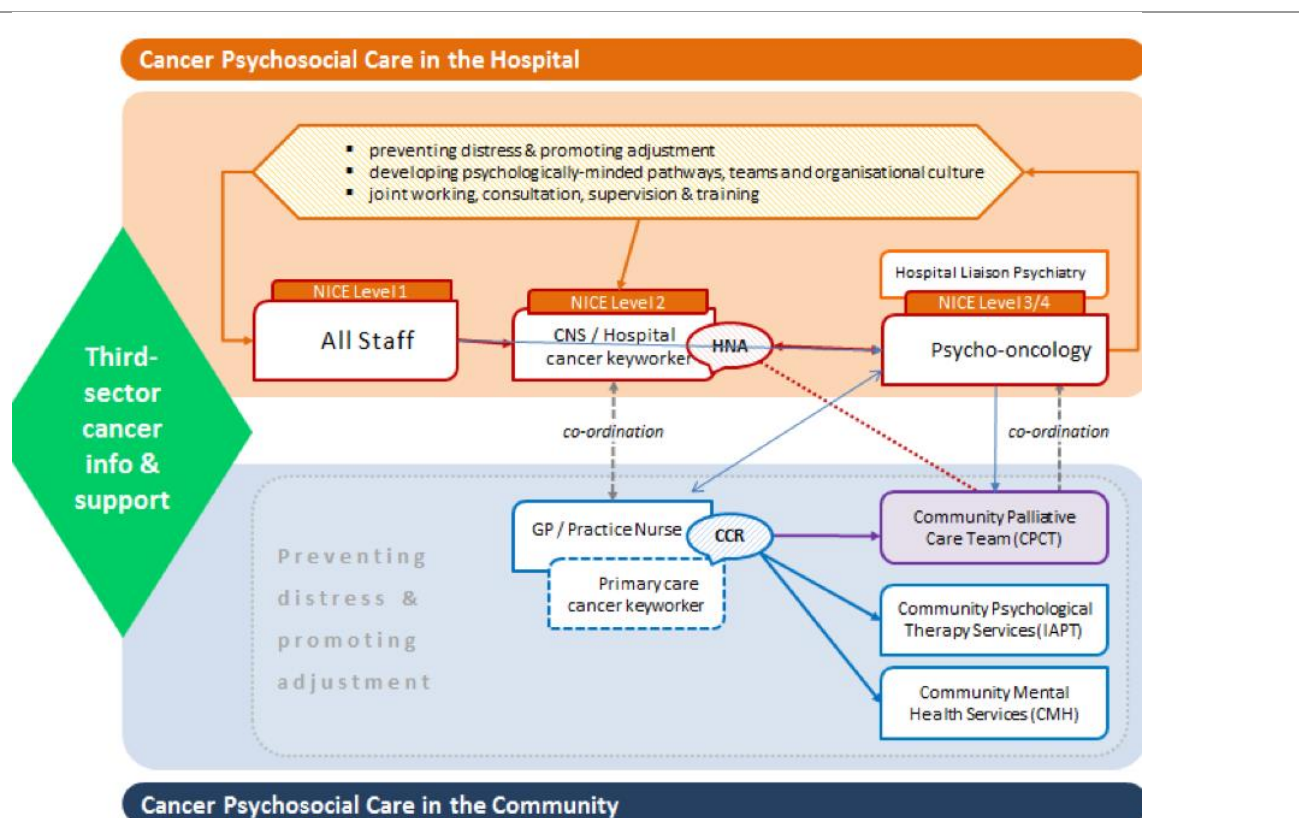 Cancer Psychosocial Care in the Hospital
▪ preventing distress & promoting adjustment
▪ developing psychologically-minded pathways, teams and organisational culture
▪ joint working, consultation, supervision & training
Third-
sector
cancer
info &
support
NICE Level 1
All Staff
NICE Level 2
CNS / Hospital
cancer keyworker
HNA
Hospital Liaison Psychiatry
NICE Level 3/4
Psycho-oncology
co-ordination
co-ordination
Preventing
distress &
promoting
adjustment
GP / Practice Nurse
CCR
Primary care
cancer keyworker
Community Palliative
Care Team (CPCT)
Community Psychological
Therapy Services (IAPT)
Community Mental
Health Services (CMH)
Cancer Psychosocial Care in the Community